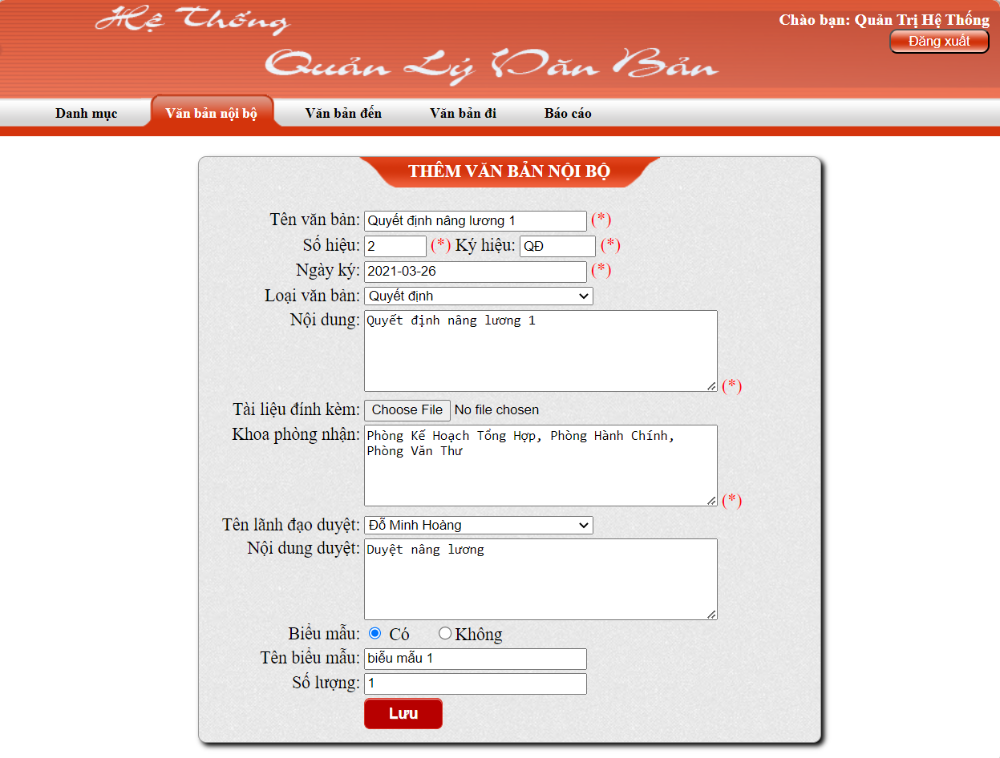 Hệ Thống
Quản Lý Văn Bản
Chào bạn: Quản Trị Hệ Thống
Đăng xuất
Danh mục Văn bản nội bộ Văn bản đến Văn bản đi Báo cáo
THÊM VĂN BẢN NỘI BỘ
Tên văn bản: Quyết định nâng lương 1 (*)
Số hiệu: 2 (*) Ký hiệu: QĐ (*)
Ngày ký: 2021-03-26 (*)
Loại văn bản: Quyết định
Nội dung: Quyết định nâng lương 1
(*)
Tài liệu đính kèm: Choose File No file chosen
Khoa phòng nhận: Phòng Kế Hoạch Tổng Hợp, Phòng Hành Chính,
Phòng Văn Thư
(*)
Tên lãnh đạo duyệt: Đỗ Minh Hoàng
Nội dung duyệt: Duyệt nâng lương
Biểu mẫu: Có Không
Tên biểu mẫu: biễu mẫu 1
Số lượng: 1
Lưu